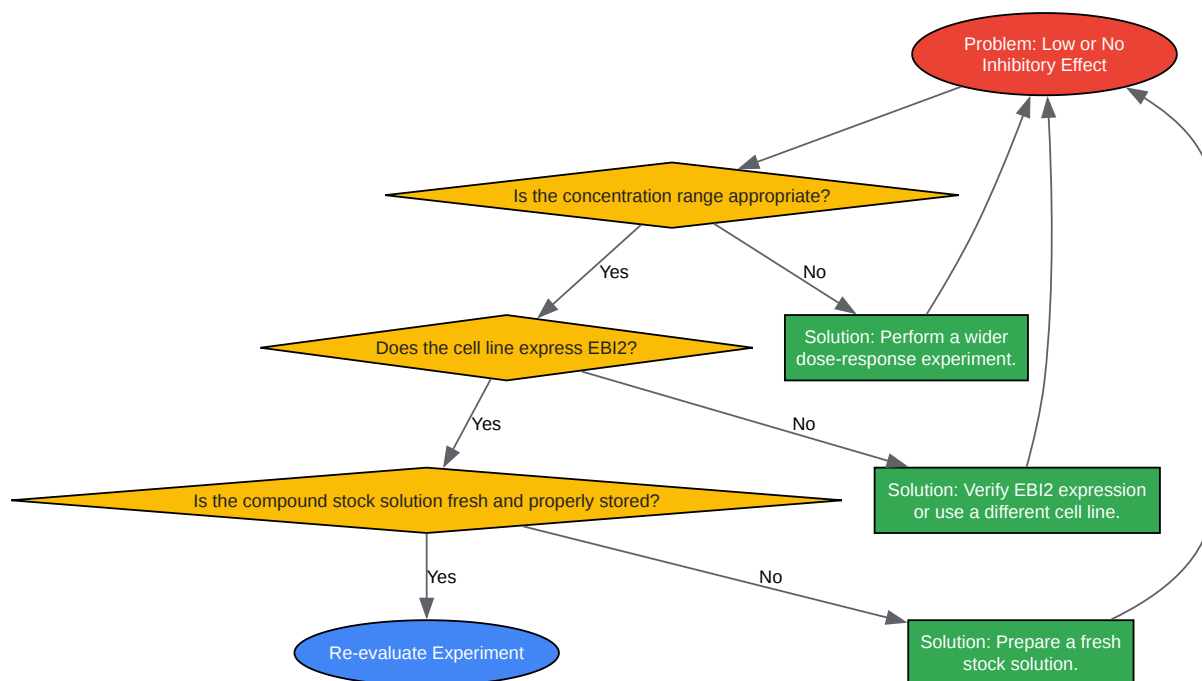 Problem: Low or No
Inhibitory Effect
Is the concentration range appropriate?
Yes
No
Solution: Perform a wider
dose-response experiment.
Does the cell line express EBI2?
Yes
No
Solution: Verify EBI2 expression
or use a different cell line.
Is the compound stock solution fresh and properly stored?
Yes
No
Re-evaluate Experiment
Solution: Prepare a fresh
stock solution.